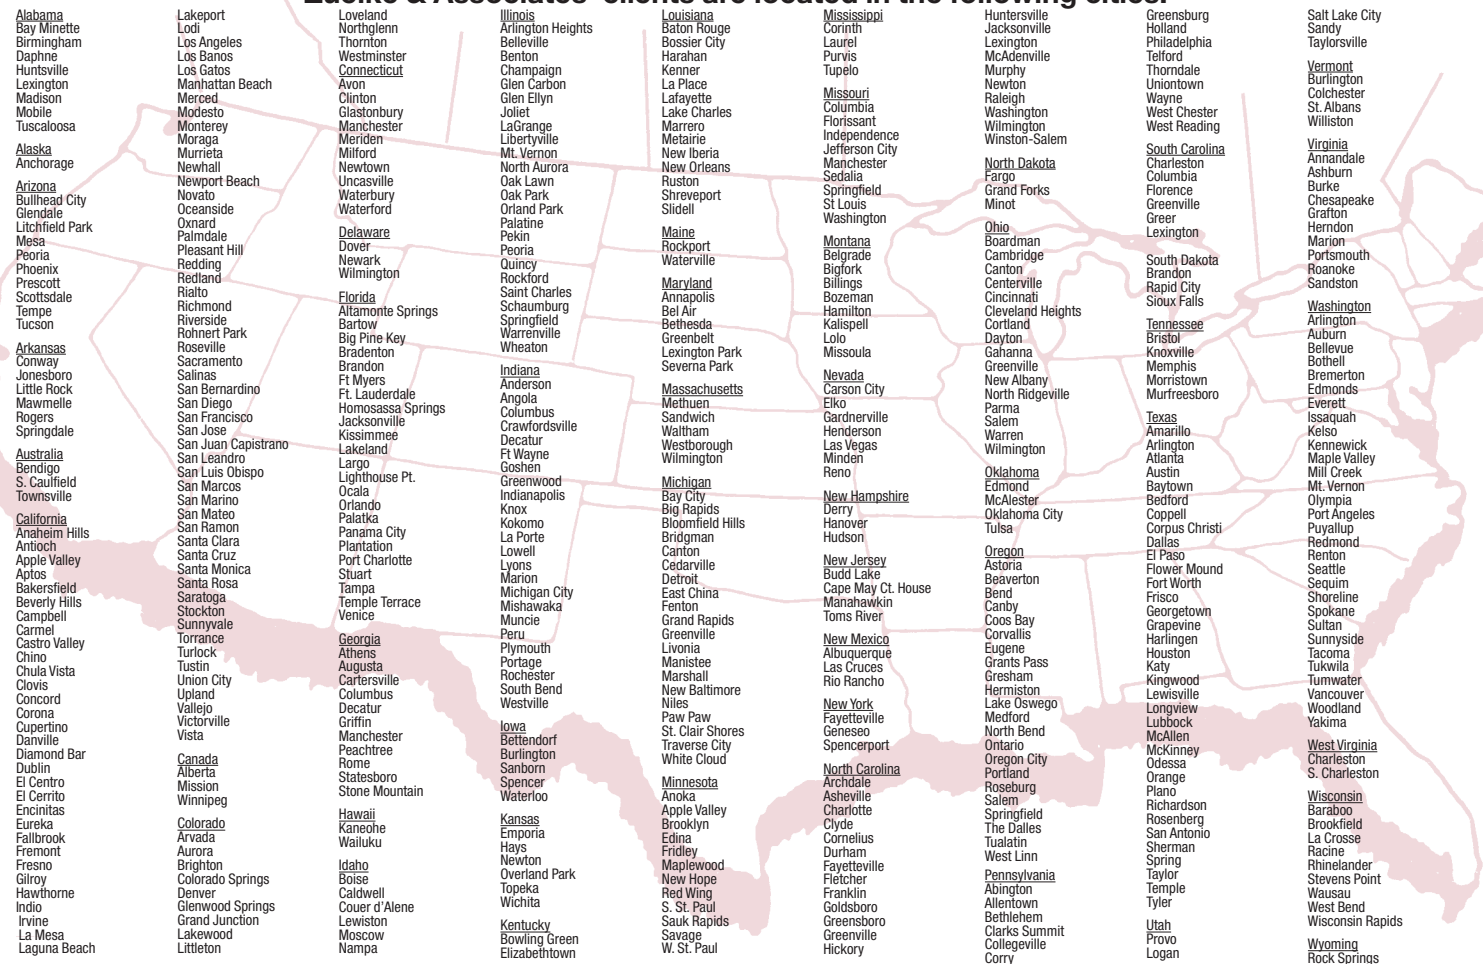 Zuelke & Associates' clients are located in the following cities:
Alabama
Bay Minette
Birmingham
Daphne
Huntsville
Lexington
Madison
Mobile
Tuscaloosa
Alaska
Anchorage
Arizona
Bullhead City
Glendale
Litchfield Park
Mesa
Peoria
Phoenix
Prescott
Scottsdale
Tempe
Tucson
Arkansas
Conway
Jonesboro
Little Rock
Mawmelle
Rogers
Springdale
Australia
Bendigo
S. Caulfield
Townsville
California
Anaheim Hills
Antioch
Apple Valley
Aptos
Bakersfield
Beverly Hills
Campbell
Carmel
Castro Valley
Chino
Chula Vista
Clovis
Concord
Corona
Cupertino
Danville
Diamond Bar
Dublin
El Centro
El Cerrito
Encinitas
Eureka
Fallbrook
Fremont
Fresno
Gilroy
Hawthorne
Indio
Irvine
La Mesa
Laguna Beach
Lakeport
Lodi
Los Angeles
Los Banos
Los Gatos
Manhattan Beach
Merced
Modesto
Monterey
Moraga
Murrieta
Newhall
Newport Beach
Novato
Oceanside
Oxnard
Palmdale
Pleasant Hill
Redding
Redland
Rialto
Richmond
Riverside
Rohnert Park
Roseville
Sacramento
Salinas
San Bernardino
San Diego
San Francisco
San Jose
San Juan Capistrano
San Leandro
San Luis Obispo
San Marcos
San Marino
San Mateo
San Ramon
Santa Clara
Santa Cruz
Santa Monica
Santa Rosa
Saratoga
Stockton
Sunnyvale
Torrance
Turlock
Tustin
Union City
Upland
Vallejo
Victorville
Vista
Canada
Alberta
Mission
Winnipeg
Colorado
Arvada
Aurora
Brighton
Colorado Springs
Denver
Glenwood Springs
Grand Junction
Lakewood
Littleton
Loveland
Northglenn
Thornton
Westminster
Connecticut
Avon
Clinton
Glastonbury
Manchester
Meriden
Milford
Newtown
Uncasville
Waterbury
Waterford
Delaware
Dover
Newark
Wilmington
Florida
Altamonte Springs
Bartow
Big Pine Key
Bradenton
Brandon
Ft Myers
Ft. Lauderdale
Homosassa Springs
Jacksonville
Kissimmee
Lakeland
Largo
Lighthouse Pt.
Ocala
Orlando
Palatka
Panama City
Plantation
Port Charlotte
Stuart
Tampa
Temple Terrace
Venice
Georgia
Athens
Augusta
Cartersville
Columbus
Decatur
Griffin
Manchester
Peachtree
Rome
Statesboro
Stone Mountain
Hawaii
Kaneohe
Wailuku
Idaho
Boise
Caldwell
Couer d'Alene
Lewiston
Moscow
Nampa
Illinois
Arlington Heights
Belleville
Benton
Champaign
Glen Carbon
Glen Ellyn
Joliet
LaGrange
Libertyville
Mt. Vernon
North Aurora
Oak Lawn
Oak Park
Orland Park
Palatine
Pekin
Peoria
Quincy
Rockford
Saint Charles
Schaumburg
Springfield
Warrenville
Wheaton
Indiana
Anderson
Angola
Columbus
Crawfordsville
Decatur
Ft Wayne
Goshen
Greenwood
Indianapolis
Knox
Kokomo
La Porte
Lowell
Lyons
Marion
Michigan City
Mishawaka
Muncie
Peru
Plymouth
Portage
Rochester
South Bend
Westville
Iowa
Bettendorf
Burlington
Sanborn
Spencer
Waterloo
Kansas
Emporia
Hays
Newton
Overland Park
Topeka
Wichita
Kentucky
Bowling Green
Elizabethtown
Louisiana
Baton Rouge
Bossier City
Harahan
Kenner
La Place
Lafayette
Lake Charles
Marrero
Metairie
New Iberia
New Orleans
Ruston
Shreveport
Slidell
Maine
Rockport
Waterville
Maryland
Annapolis
Bel Air
Bethesda
Greenbelt
Lexington Park
Severna Park
Massachusetts
Methuen
Sandwich
Waltham
Westborough
Wilmington
Michigan
Bay City
Big Rapids
Bloomfield Hills
Bridgman
Canton
Cedarville
Detroit
East China
Fenton
Grand Rapids
Greenville
Livonia
Manistee
Marshall
New Baltimore
Niles
Paw Paw
St. Clair Shores
Traverse City
White Cloud
Minnesota
Anoka
Apple Valley
Brooklyn
Edina
Fridley
Maplewood
New Hope
Red Wing
S. St. Paul
Sauk Rapids
Savage
W. St. Paul
Mississippi
Corinth
Laurel
Purvis
Tupelo
Missouri
Columbia
Florissant
Independence
Jefferson City
Manchester
Sedalia
Springfield
St Louis
Washington
Montana
Belgrade
Bigfork
Billings
Bozeman
Hamilton
Kalispell
Lolo
Missoula
Nevada
Carson City
Elko
Gardnerville
Henderson
Las Vegas
Minden
Reno
New Hampshire
Derry
Hanover
Hudson
New Jersey
Budd Lake
Cape May Ct. House
Manahawkin
Toms River
New Mexico
Albuquerque
Las Cruces
Rio Rancho
New York
Fayetteville
Geneseo
Spencerport
North Carolina
Archdale
Asheville
Charlotte
Clyde
Cornelius
Durham
Fayetteville
Fletcher
Franklin
Goldsboro
Greensboro
Greenville
Hickory
Huntersville
Jacksonville
Lexington
McAdenville
Murphy
Newton
Raleigh
Washington
Wilmington
Winston-Salem
North Dakota
Fargo
Grand Forks
Minot
Ohio
Boardman
Cambridge
Canton
Centerville
Cincinnati
Cleveland Heights
Cortland
Dayton
Gahanna
Greenville
New Albany
North Ridgeville
Parma
Salem
Warren
Wilmington
Oklahoma
Edmond
McAlester
Oklahoma City
Tulsa
Oregon
Astoria
Beaverton
Bend
Canby
Coos Bay
Corvallis
Eugene
Grants Pass
Gresham
Hermiston
Lake Oswego
Medford
North Bend
Ontario
Oregon City
Portland
Roseburg
Salem
Springfield
The Dalles
Tualatin
West Linn
Pennsylvania
Abington
Allentown
Bethlehem
Clarks Summit
Collegeville
Corry
Greensburg
Holland
Philadelphia
Telford
Thorndale
Uniontown
Wayne
West Chester
West Reading
South Carolina
Charleston
Columbia
Florence
Greenville
Greer
Lexington
South Dakota
Brandon
Rapid City
Sioux Falls
Tennessee
Bristol
Knoxville
Memphis
Morristown
Murfreesboro
Texas
Amarillo
Arlington
Atlanta
Austin
Baytown
Bedford
Coppell
Corpus Christi
Dallas
El Paso
Flower Mound
Fort Worth
Frisco
Georgetown
Grapevine
Harlingen
Houston
Katy
Kingwood
Lewisville
Longview
Lubbock
McAllen
McKinney
Odessa
Orange
Plano
Richardson
Rosenberg
San Antonio
Sherman
Spring
Taylor
Temple
Tyler
Utah
Provo
Logan
Salt Lake City
Sandy
Taylorsville
Vermont
Burlington
Colchester
St. Albans
Williston
Virginia
Annandale
Ashburn
Burke
Chesapeake
Grafton
Herndon
Marion
Portsmouth
Roanoke
Sandston
Washington
Arlington
Auburn
Bellevue
Bothell
Bremerton
Edmonds
Everett
Issaquah
Kelso
Kennewick
Maple Valley
Mill Creek
Mt. Vernon
Olympia
Port Angeles
Puyallup
Redmond
Renton
Seattle
Sequim
Shoreline
Spokane
Sultan
Sunnyside
Tacoma
Tukwila
Tumwater
Vancouver
Woodland
Yakima
West Virginia
Charleston
S. Charleston
Wisconsin
Baraboo
Brookfield
La Crosse
Racine
Rhinelander
Stevens Point
Wausau
West Bend
Wisconsin Rapids
Wyoming
Rock Springs